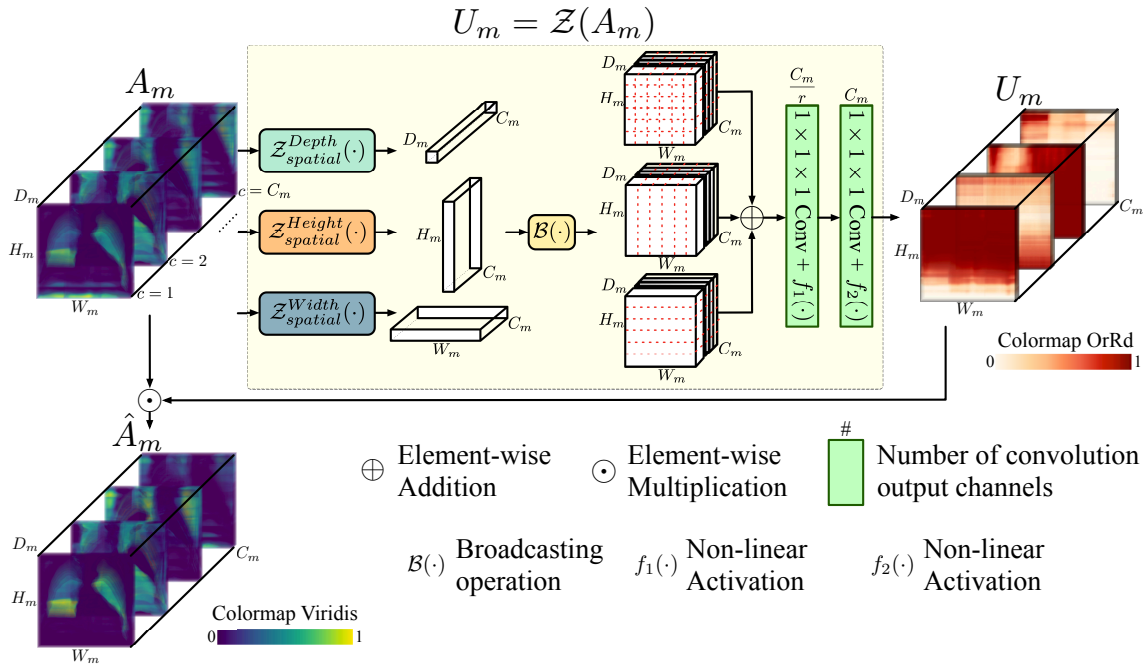 U_m = 𝒵(A_m)
A_m
D_m
H_m
W_m
c = 1
c = 2
c = C_m
𝒵^{Depth}_{spatial}(·)
𝒵^{Height}_{spatial}(·)
𝒵^{Width}_{spatial}(·)
D_m
C_m
H_m
C_m
W_m
C_m
ℬ(·)
D_m
H_m
W_m
C_m
D_m
H_m
W_m
C_m
D_m
H_m
W_m
C_m
C_m/r
1 × 1 × 1 Conv + f_1(·)
C_m
1 × 1 × 1 Conv + f_2(·)
U_m
D_m
H_m
W_m
C_m
Colormap OrRd
0 1
Â_m
D_m
H_m
W_m
C_m
Colormap Viridis
0 1
⊕ Element-wise
Addition
⊙ Element-wise
Multiplication
#
Number of convolution
output channels
ℬ(·) Broadcasting
operation
f_1(·) Non-linear
Activation
f_2(·) Non-linear
Activation